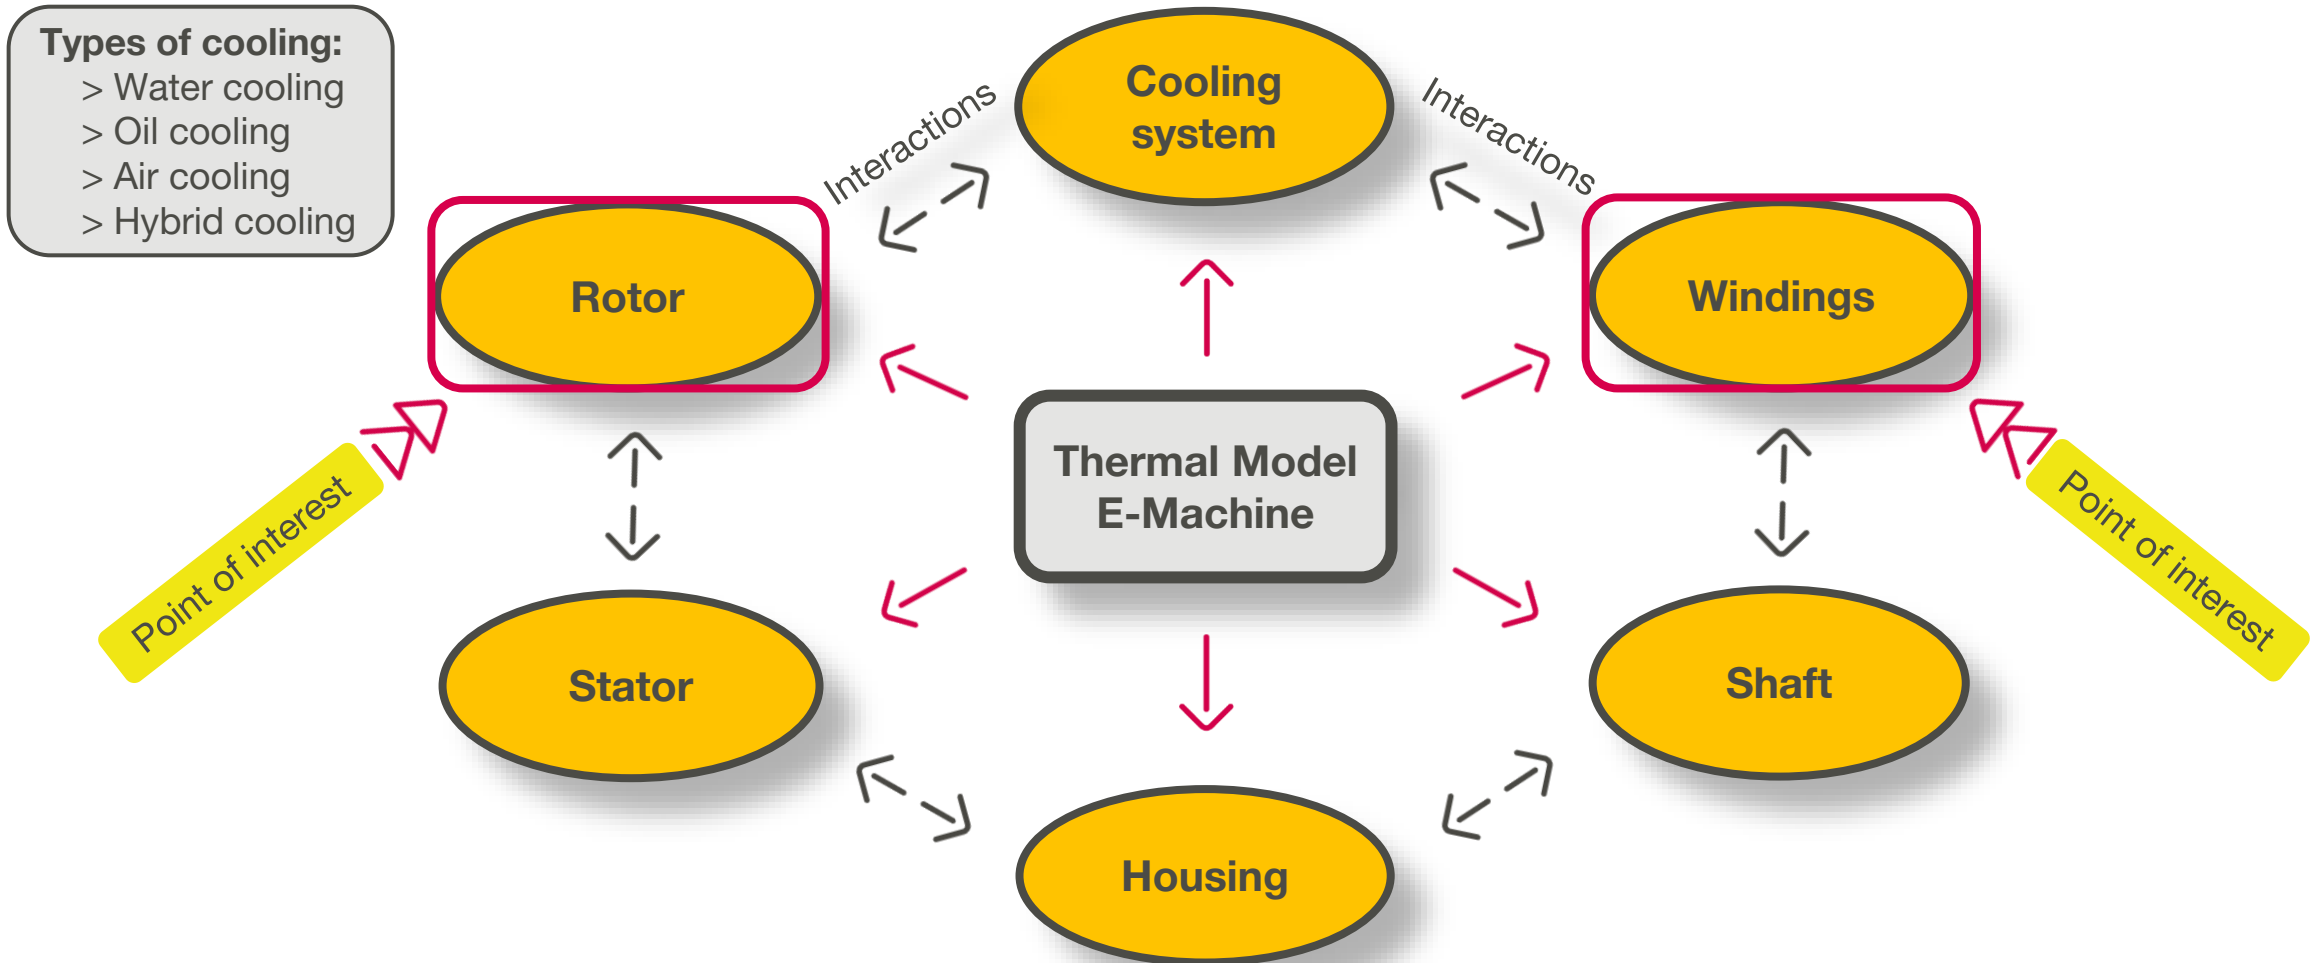 Types of cooling:
> Water cooling
> Oil cooling
> Air cooling
> Hybrid cooling
Cooling
system
Interactions
Interactions
Rotor
Windings
Thermal Model
E-Machine
Point of interest
Point of interest
Stator
Shaft
Housing